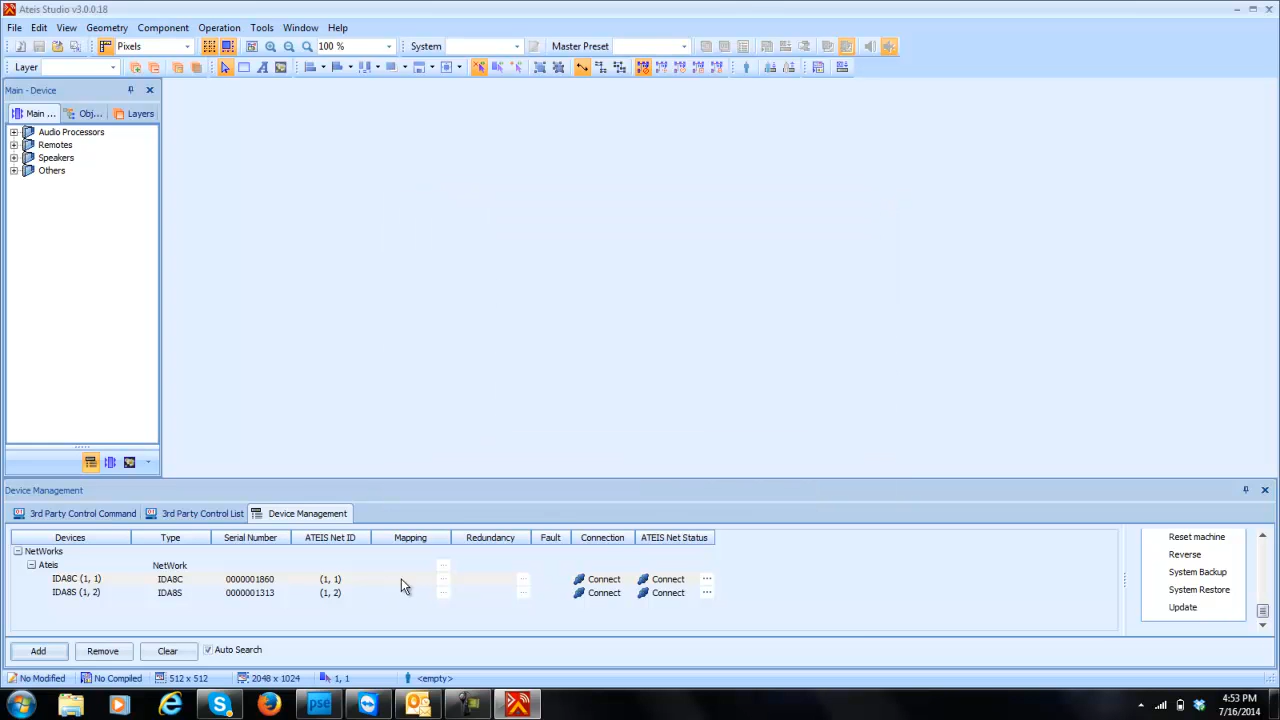 Ateis Studio v3.0.0.18
File Edit View Geometry Component Operation Tools Window Help
Pixels 100 % System Master Preset
Layer
Main - Device
Main ... Obj... Layers
Audio Processors
Remotes
Speakers
Others
Device Management
3rd Party Control Command 3rd Party Control List Device Management
Devices Type Serial Number ATEIS Net ID Mapping Redundancy Fault Connection ATEIS Net Status
NetWorks
Ateis NetWork ...
IDA8C (1, 1) IDA8C 0000001860 (1, 1) ... ... Connect Connect ...
IDA8S (1, 2) IDA8S 0000001313 (1, 2) ... ... Connect Connect ...
Reset machine
Reverse
System Backup
System Restore
Update
Add Remove Clear Auto Search
No Modified No Compiled 512 x 512 2048 x 1024 1, 1 <empty>
pse
4:53 PM
7/16/2014